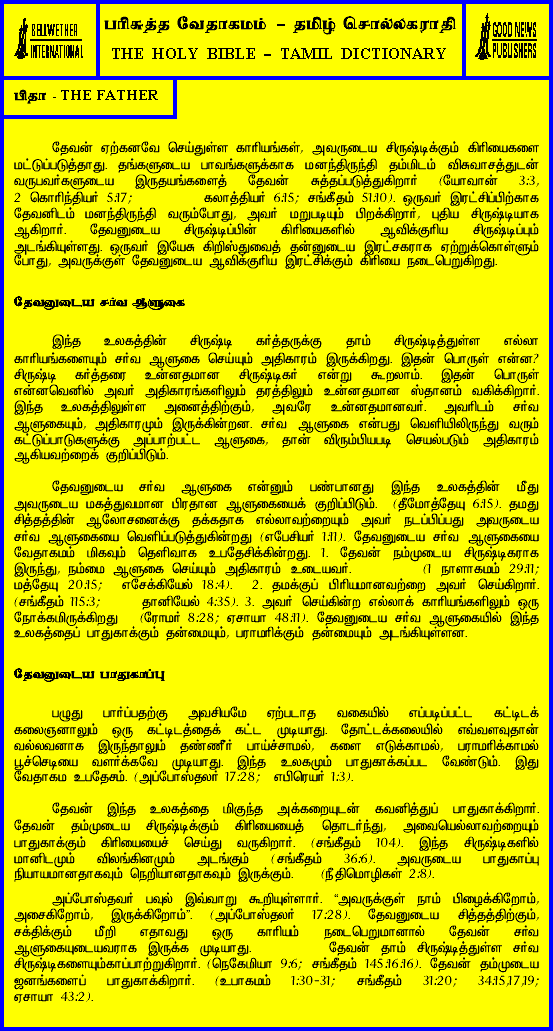 BELLWETHER
INTERNATIONAL
பரிசுத்த வேதாகமம் – தமிழ் சொல்லகராதி
THE HOLY BIBLE – TAMIL DICTIONARY
GOOD NEWS
PUBLISHERS
பிதா - THE FATHER
தேவன் ஏற்கனவே செய்துள்ள காரியங்கள், அவருடைய சிருஷ்டிக்கும் கிரியைகளை
மட்டுப்படுத்தாது. தங்களுடைய பாவங்களுக்காக மனந்திருந்தி தம்மிடம் விசுவாசத்துடன்
வருபவர்களுடைய இருதயங்களைத் தேவன் சுத்தப்படுத்துகிறார் (யோவான் 3:3,
2 கொரிந்தியர் 5:17; கலாத்தியர் 6:15; சங்கீதம் 51:10). ஒருவர் இரட்சிப்பிற்காக
தேவனிடம் மனந்திருந்தி வரும்போது, அவர் மறுபடியும் பிறக்கிறார், புதிய சிருஷ்டியாக
ஆகிறார். தேவனுடைய சிருஷ்டிப்பின் கிரியைகளில் ஆவிக்குரிய சிருஷ்டிப்பும்
அடங்கியுள்ளது. ஒருவர் இயேசு கிறிஸ்துவைத் தன்னுடைய இரட்சகராக ஏற்றுக்கொள்ளும்
போது, அவருக்குள் தேவனுடைய ஆவிக்குரிய இரட்சிக்கும் கிரியை நடைபெறுகிறது.
தேவனுடைய சர்வ ஆளுகை
இந்த உலகத்தின் சிருஷ்டி கர்த்தருக்கு தாம் சிருஷ்டித்துள்ள எல்லா
காரியங்களையும் சர்வ ஆளுகை செய்யும் அதிகாரம் இருக்கிறது. இதன் பொருள் என்ன?
சிருஷ்டி கர்த்தரை உன்னதமான சிருஷ்டிகர் என்று கூறலாம். இதன் பொருள்
என்னவெனில் அவர் அதிகாரங்களிலும் தரத்திலும் உன்னதமான ஸ்தானம் வகிக்கிறார்.
இந்த உலகத்திலுள்ள அனைத்திற்கும், அவரே உன்னதமானவர். அவரிடம் சர்வ
ஆளுகையும், அதிகாரமும் இருக்கின்றன. சர்வ ஆளுகை என்பது வெளியிலிருந்து வரும்
கட்டுப்பாடுகளுக்கு அப்பாற்பட்ட ஆளுகை, தான் விரும்பியபடி செயல்படும் அதிகாரம்
ஆகியவற்றைக் குறிப்பிடும்.
தேவனுடைய சர்வ ஆளுகை என்னும் பண்பானது இந்த உலகத்தின் மீது
அவருடைய மகத்துவமான பிரதான ஆளுகையைக் குறிப்பிடும். (தீமோத்தேயு 6:15). தமது
சித்தத்தின் ஆலோசனைக்கு தக்கதாக எல்லாவற்றையும் அவர் நடப்பிப்பது அவருடைய
சர்வ ஆளுகையை வெளிப்படுத்துகின்றது (எபேசியர் 1:11). தேவனுடைய சர்வ ஆளுகையை
வேதாகமம் மிகவும் தெளிவாக உபதேசிக்கின்றது. 1. தேவன் நம்முடைய சிருஷ்டிகராக
இருந்து, நம்மை ஆளுகை செய்யும் அதிகாரம் உடையவர். (1 நாளாகமம் 29:11;
மத்தேயு 20:15; எசேக்கியேல் 18:4). 2. தமக்குப் பிரியமானவற்றை அவர் செய்கிறார்.
(சங்கீதம் 115:3; தானியேல் 4:35). 3. அவர் செய்கின்ற எல்லாக் காரியங்களிலும் ஒரு
நோக்கமிருக்கிறது (ரோமர் 8:28; ஏசாயா 48:11). தேவனுடைய சர்வ ஆளுகையில் இந்த
உலகத்தைப் பாதுகாக்கும் தன்மையும், பராமரிக்கும் தன்மையும் அடங்கியுள்ளன.
தேவனுடைய பாதுகாப்பு
பழுது பார்ப்பதற்கு அவசியமே ஏற்படாத வகையில் எப்படிப்பட்ட கட்டிடக்
கலைஞனாலும் ஒரு கட்டிடத்தைக் கட்ட முடியாது. தோட்டக்கலையில் எவ்வளவுதான்
வல்லவனாக இருந்தாலும் தண்ணீர் பாய்ச்சாமல், களை எடுக்காமல், பராமரிக்காமல்
பூச்செடியை வளர்க்கவே முடியாது. இந்த உலகமும் பாதுகாக்கப்பட வேண்டும். இது
வேதாகம உபதேசம். (அப்போஸ்தலர் 17:28; எபிரெயர் 1:3).
தேவன் இந்த உலகத்தை மிகுந்த அக்கறையுடன் கவனித்துப் பாதுகாக்கிறார்.
தேவன் தம்முடைய சிருஷ்டிக்கும் கிரியையைத் தொடர்ந்து, அவையெல்லாவற்றையும்
பாதுகாக்கும் கிரியையைச் செய்து வருகிறார். (சங்கீதம் 104). இந்த சிருஷ்டிகளில்
மானிடமும் விலங்கினமும் அடங்கும் (சங்கீதம் 36:6). அவருடைய பாதுகாப்பு
நியாயமானதாகவும் நெறியானதாகவும் இருக்கும். (நீதிமொழிகள் 2:8).
அப்போஸ்தவர் பவுல் இவ்வாறு கூறியுள்ளார். “அவருக்குள் நாம் பிழைக்கிறோம்,
அசைகிறோம், இருக்கிறோம்”. (அப்போஸ்தலர் 17:28). தேவனுடைய சித்தத்திற்கும்,
சக்திக்கும் மீறி எதாவது ஒரு காரியம் நடைபெறுமானால் தேவன் சர்வ
ஆளுகையுடையவராக இருக்க முடியாது. தேவன் தாம் சிருஷ்டித்துள்ள சர்வ
சிருஷ்டிகளையும்காப்பாற்றுகிறார். (நெகேமியா 9:6; சங்கீதம் 145:16,16). தேவன் தம்முடைய
ஜனங்களைப் பாதுகாக்கிறார். (உபாகமம் 1:30-31; சங்கீதம் 31:20; 34:15,17,19;
ஏசாயா 43:2).